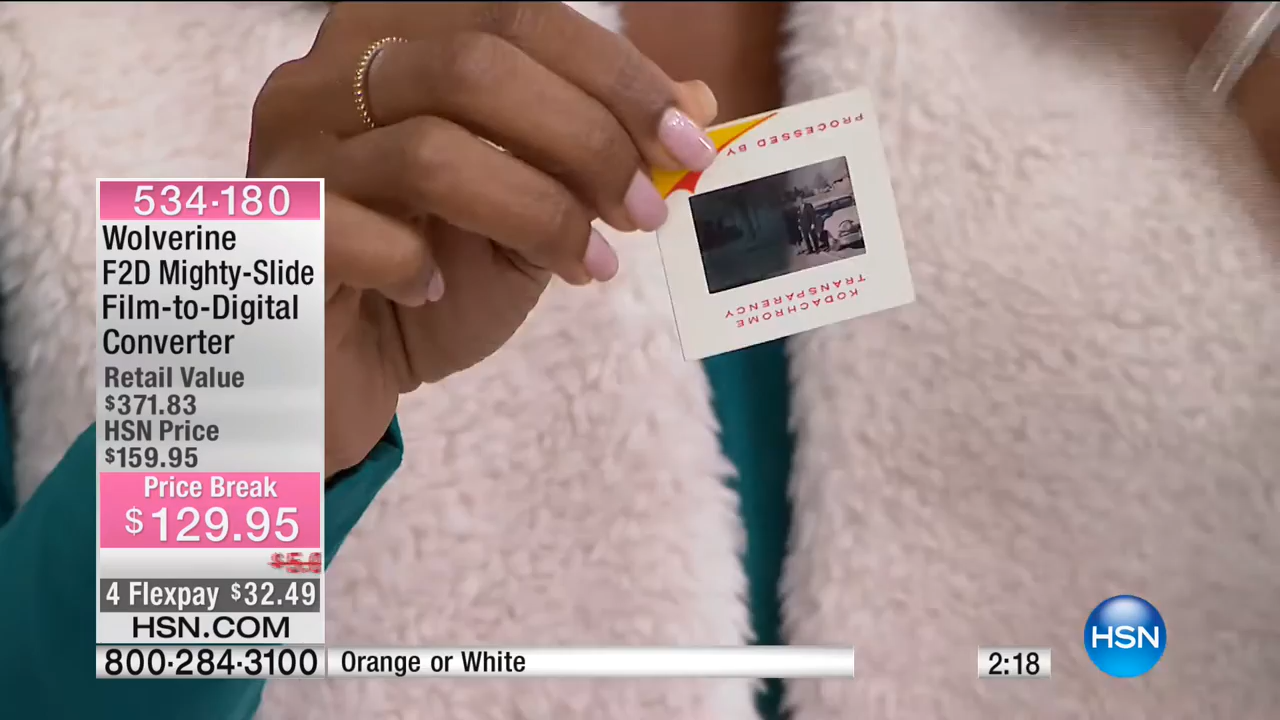 PROCESSED BY
KODACHROME
TRANSPARENCY
534·180
Wolverine
F2D Mighty-Slide
Film-to-Digital
Converter
Retail Value
$371.83
HSN Price
$159.95
Price Break
$129.95
4 Flexpay $32.49
HSN.COM
800·284·3100
Orange or White
2:18
HSN